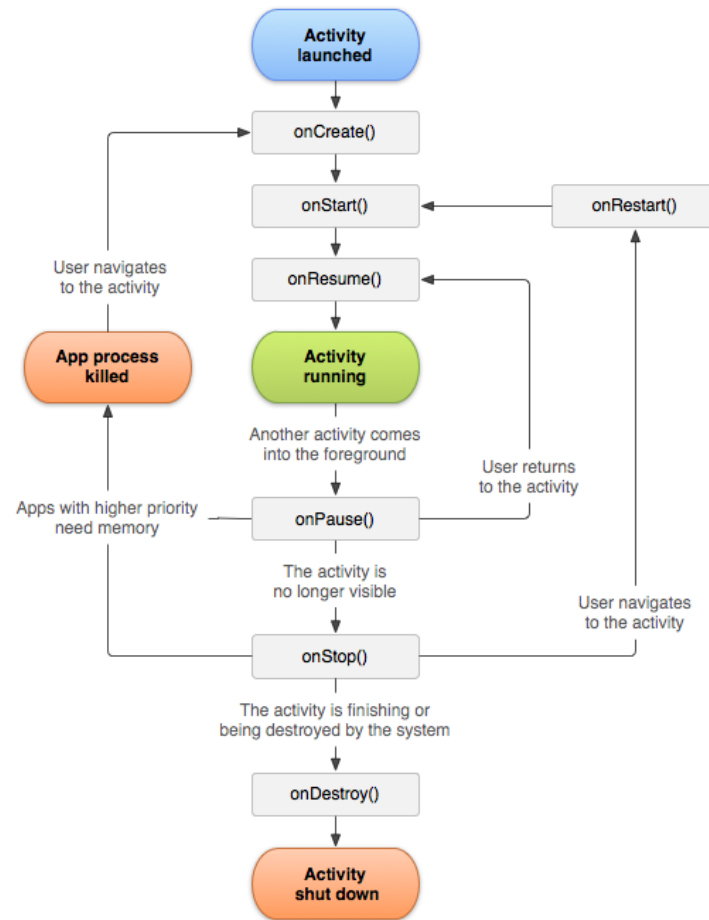 Activity
launched
onCreate()
onStart()
onRestart()
User navigates
to the activity
onResume()
App process
killed
Activity
running
Another activity comes
into the foreground
User returns
to the activity
Apps with higher priority
need memory
onPause()
The activity is
no longer visible
User navigates
to the activity
onStop()
The activity is finishing or
being destroyed by the system
onDestroy()
Activity
shut down